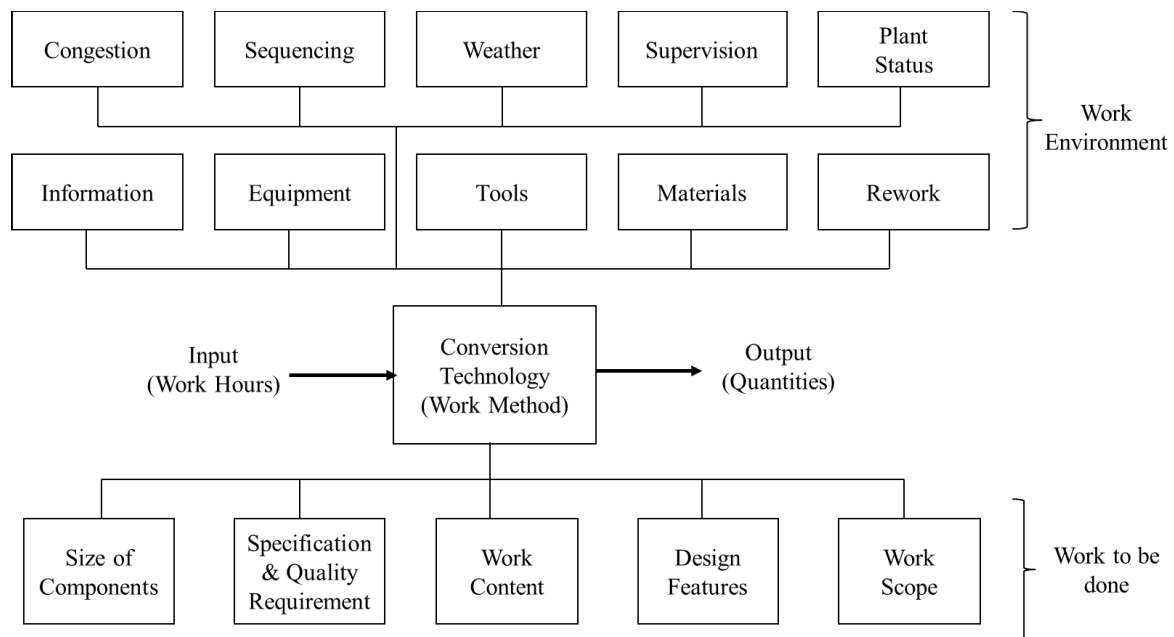 Congestion
Sequencing
Weather
Supervision
Plant
Status
Work
Environment
Information
Equipment
Tools
Materials
Rework
Input
(Work Hours)
Conversion
Technology
(Work Method)
Output
(Quantities)
Size of
Components
Specification
& Quality
Requirement
Work
Content
Design
Features
Work
Scope
Work to be
done